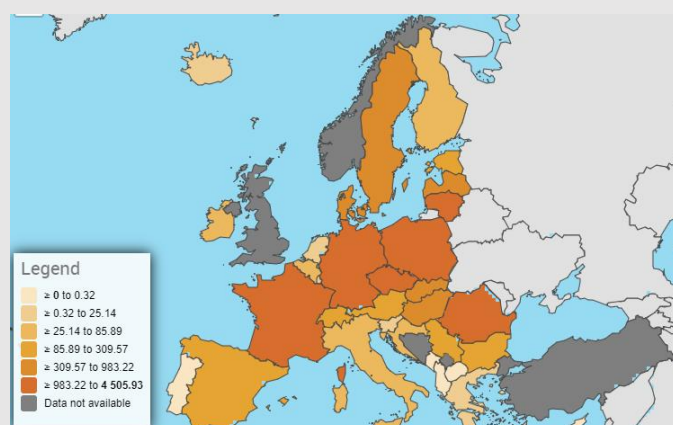 Legend
≥ 0 to 0.32
≥ 0.32 to 25.14
≥ 25.14 to 85.89
≥ 85.89 to 309.57
≥ 309.57 to 983.22
≥ 983.22 to 4 505.93
Data not available